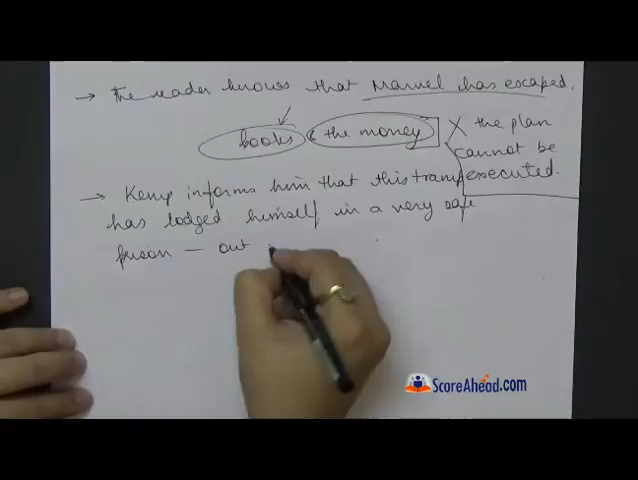 → The reader knows that Marvel has escaped.
books & the money X the plan
cannot be
→ Kemp informs him that this tramp executed.
has lodged himself in a very safe
prison — out
ScoreAhead.com